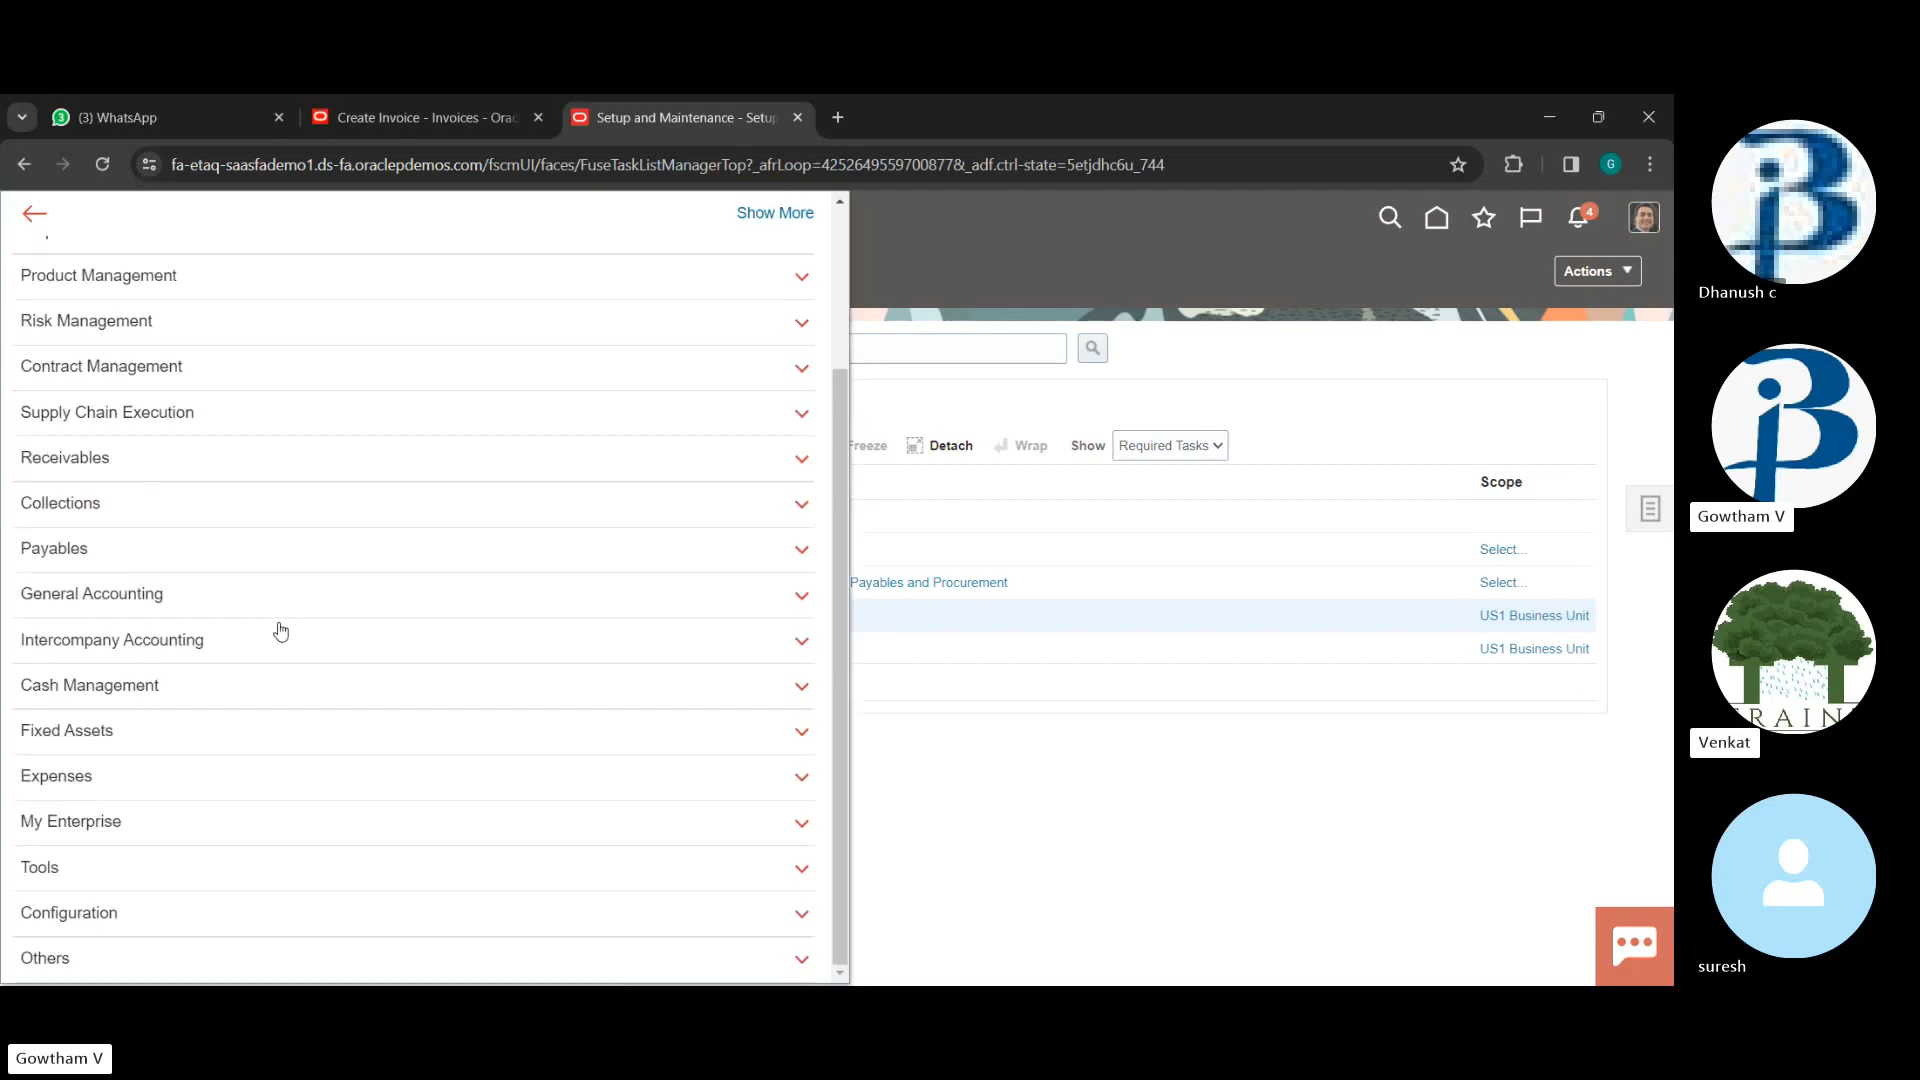 3
(3) WhatsApp
Create Invoice - Invoices - Orac
Setup and Maintenance - Setup
fa-etaq-saasfademo1.ds-fa.oraclepdemos.com/fscmUI/faces/FuseTaskListManagerTop?_afrLoop=4252649559700877&_adf.ctrl-state=5etjdhc6u_744
G
Show More
4
Product Management
Actions
Risk Management
Contract Management
Supply Chain Execution
Freeze
Detach
Wrap
Show
Required Tasks
Receivables
Scope
Collections
Payables
Select...
General Accounting
Payables and Procurement
Select...
Intercompany Accounting
US1 Business Unit
US1 Business Unit
Cash Management
Fixed Assets
Expenses
My Enterprise
Tools
Configuration
Others
Dhanush c
Gowtham V
RAIN
Venkat
suresh
Gowtham V